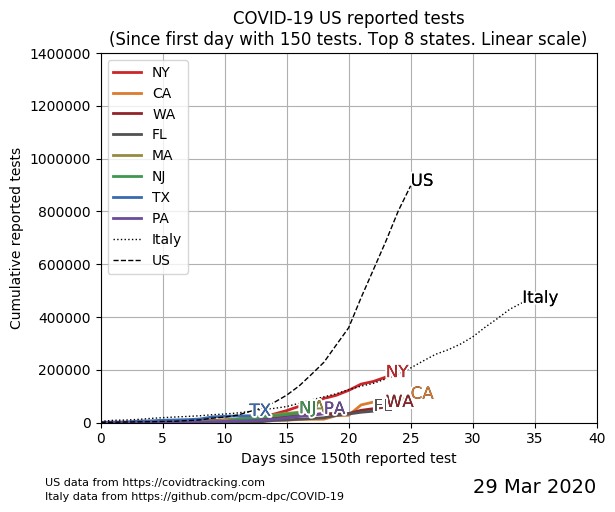 COVID-19 US reported tests
(Since first day with 150 tests. Top 8 states. Linear scale)
1400000
1200000
1000000
800000
600000
400000
200000
0
Cumulative reported tests
NY
CA
WA
FL
MA
NJ
TX
PA
Italy
US
US
Italy
NY
CA
WA
FL
TX
NJ
PA
0 5 10 15 20 25 30 35 40
Days since 150th reported test
US data from https://covidtracking.com
Italy data from https://github.com/pcm-dpc/COVID-19
29 Mar 2020